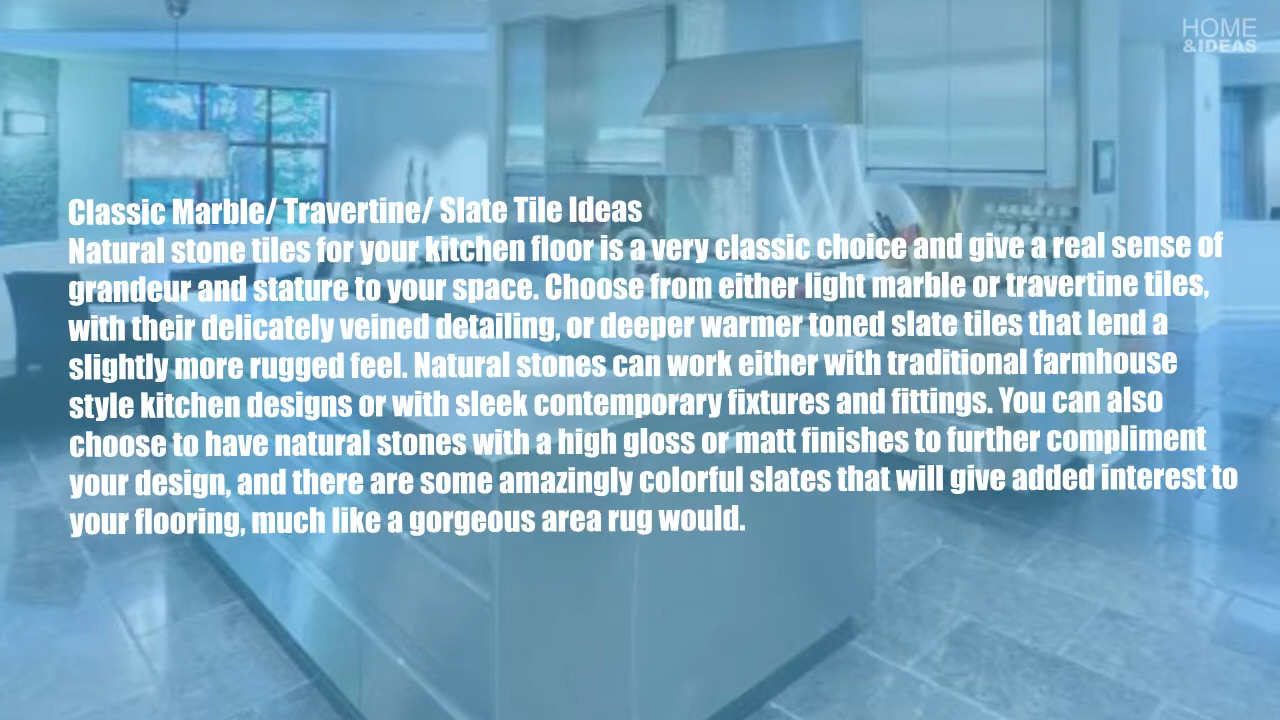 HOME
&IDEAS
Classic Marble/ Travertine/ Slate Tile Ideas
Natural stone tiles for your kitchen floor is a very classic choice and give a real sense of
grandeur and stature to your space. Choose from either light marble or travertine tiles,
with their delicately veined detailing, or deeper warmer toned slate tiles that lend a
slightly more rugged feel. Natural stones can work either with traditional farmhouse
style kitchen designs or with sleek contemporary fixtures and fittings. You can also
choose to have natural stones with a high gloss or matt finishes to further compliment
your design, and there are some amazingly colorful slates that will give added interest to
your flooring, much like a gorgeous area rug would.